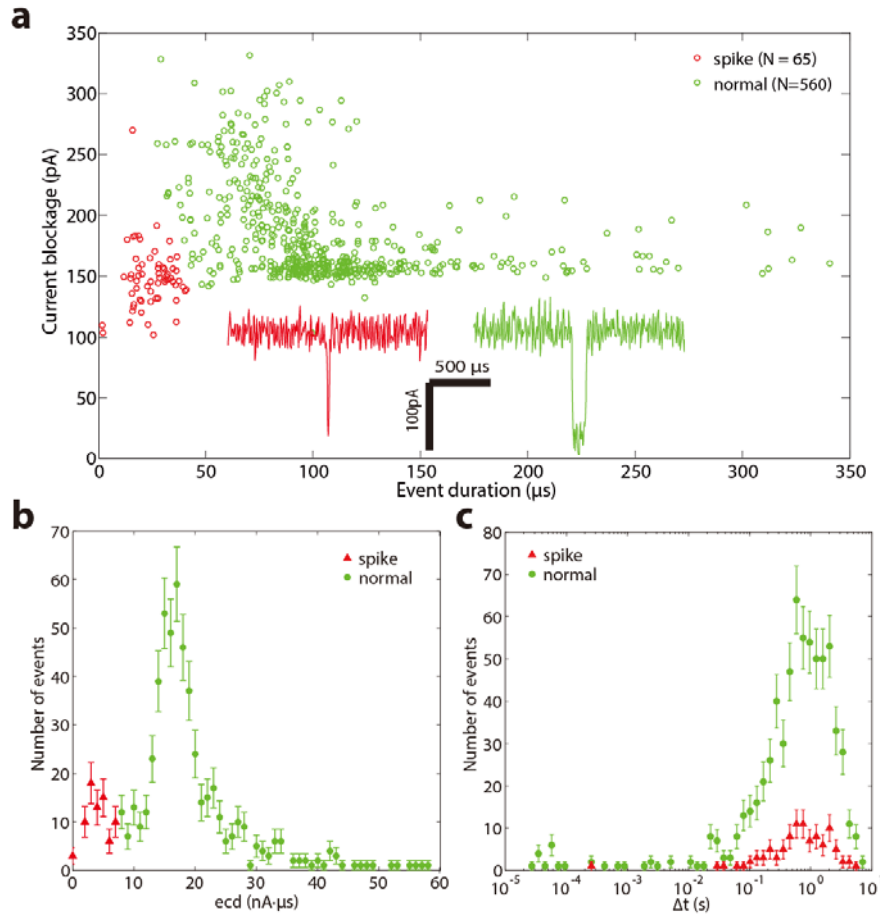 a
350
300
250
200
150
100
50
0
Current blockage (pA)
spike (N = 65)
normal (N=560)
500 µs
100pA
0
50
100
150
200
250
300
350
Event duration (µs)
b
70
60
50
40
30
20
10
0
Number of events
spike
normal
0
20
40
60
ecd (nA·µs)
c
80
70
60
50
40
30
20
10
0
Number of events
spike
normal
10⁻⁵
10⁻⁴
10⁻³
10⁻²
10⁻¹
10⁰
10
Δt (s)